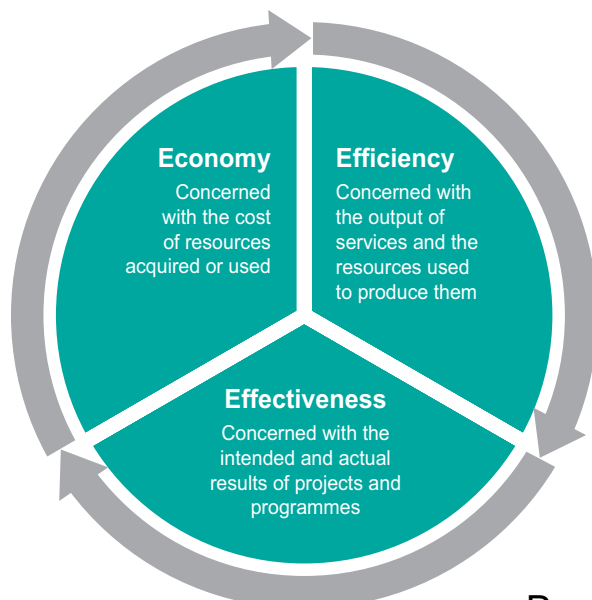 Economy
Concerned
with the cost
of resources
acquired or used
Efficiency
Concerned with
the output of
services and the
resources used
to produce them
Effectiveness
Concerned with the
intended and actual
results of projects and
programmes